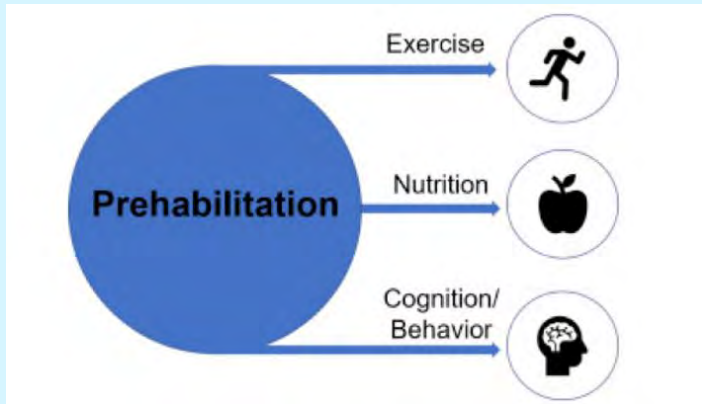 Exercise
Prehabilitation
Nutrition
Cognition/
Behavior